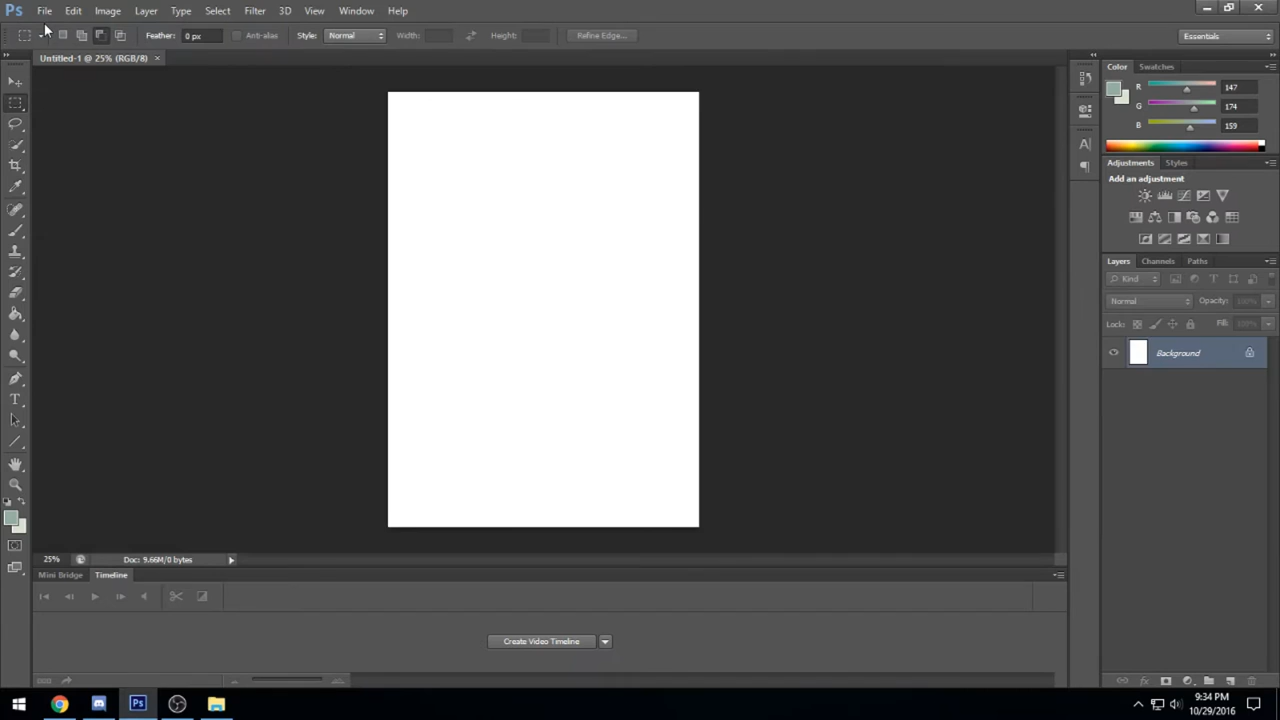 Ps File Edit Image Layer Type Select Filter 3D View Window Help
Feather: 0 px Anti-alias Style: Normal Width: Height: Refine Edge... Essentials
Untitled-1 @ 25% (RGB/8) ×
Color Swatches
R 147
G 174
B 159
Adjustments Styles
Add an adjustment
Layers Channels Paths
Kind
Normal Opacity: 100%
Lock: Fill: 100%
Background
25% Doc: 9.66M/0 bytes
Mini Bridge Timeline
Create Video Timeline
Ps
9:34 PM
10/29/2016